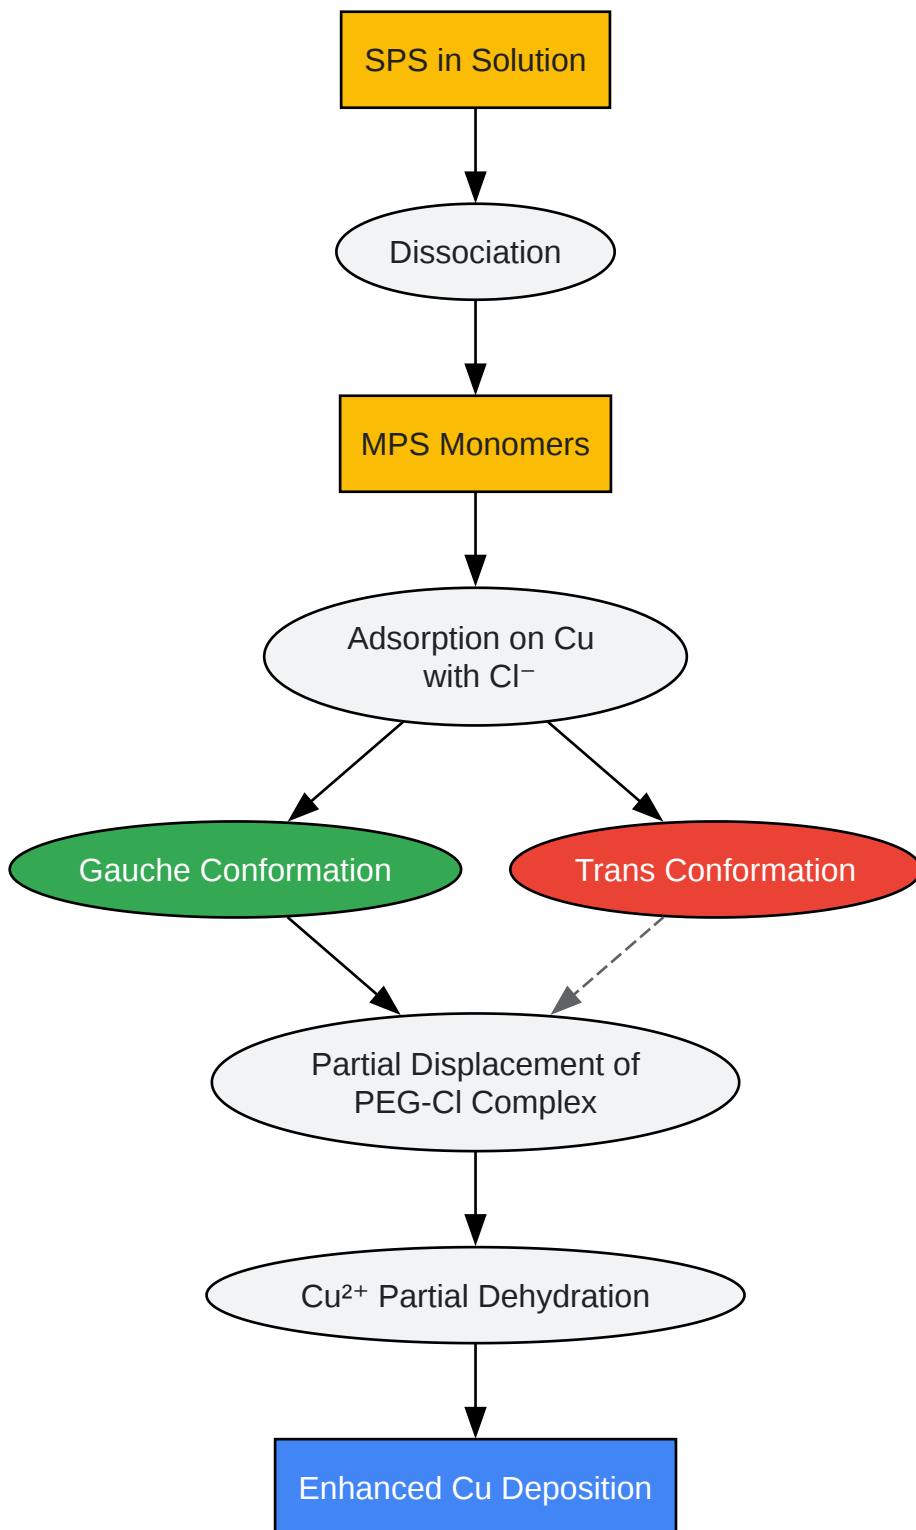 SPS in Solution
Dissociation
MPS Monomers
Adsorption on Cu
with Cl⁻
Gauche Conformation
Trans Conformation
Partial Displacement of
PEG-Cl Complex
Cu²⁺ Partial Dehydration
Enhanced Cu Deposition